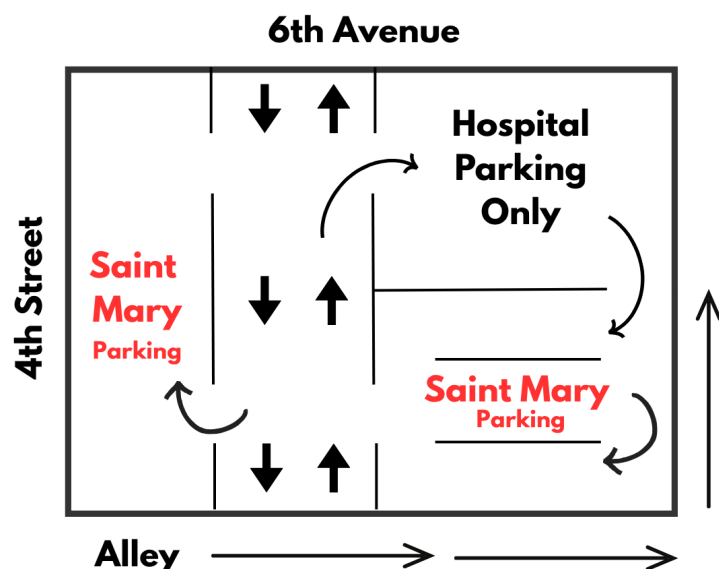 6th Avenue
Hospital
Parking
Only
4th Street
Saint
Mary
Parking
Saint Mary
Parking
Alley